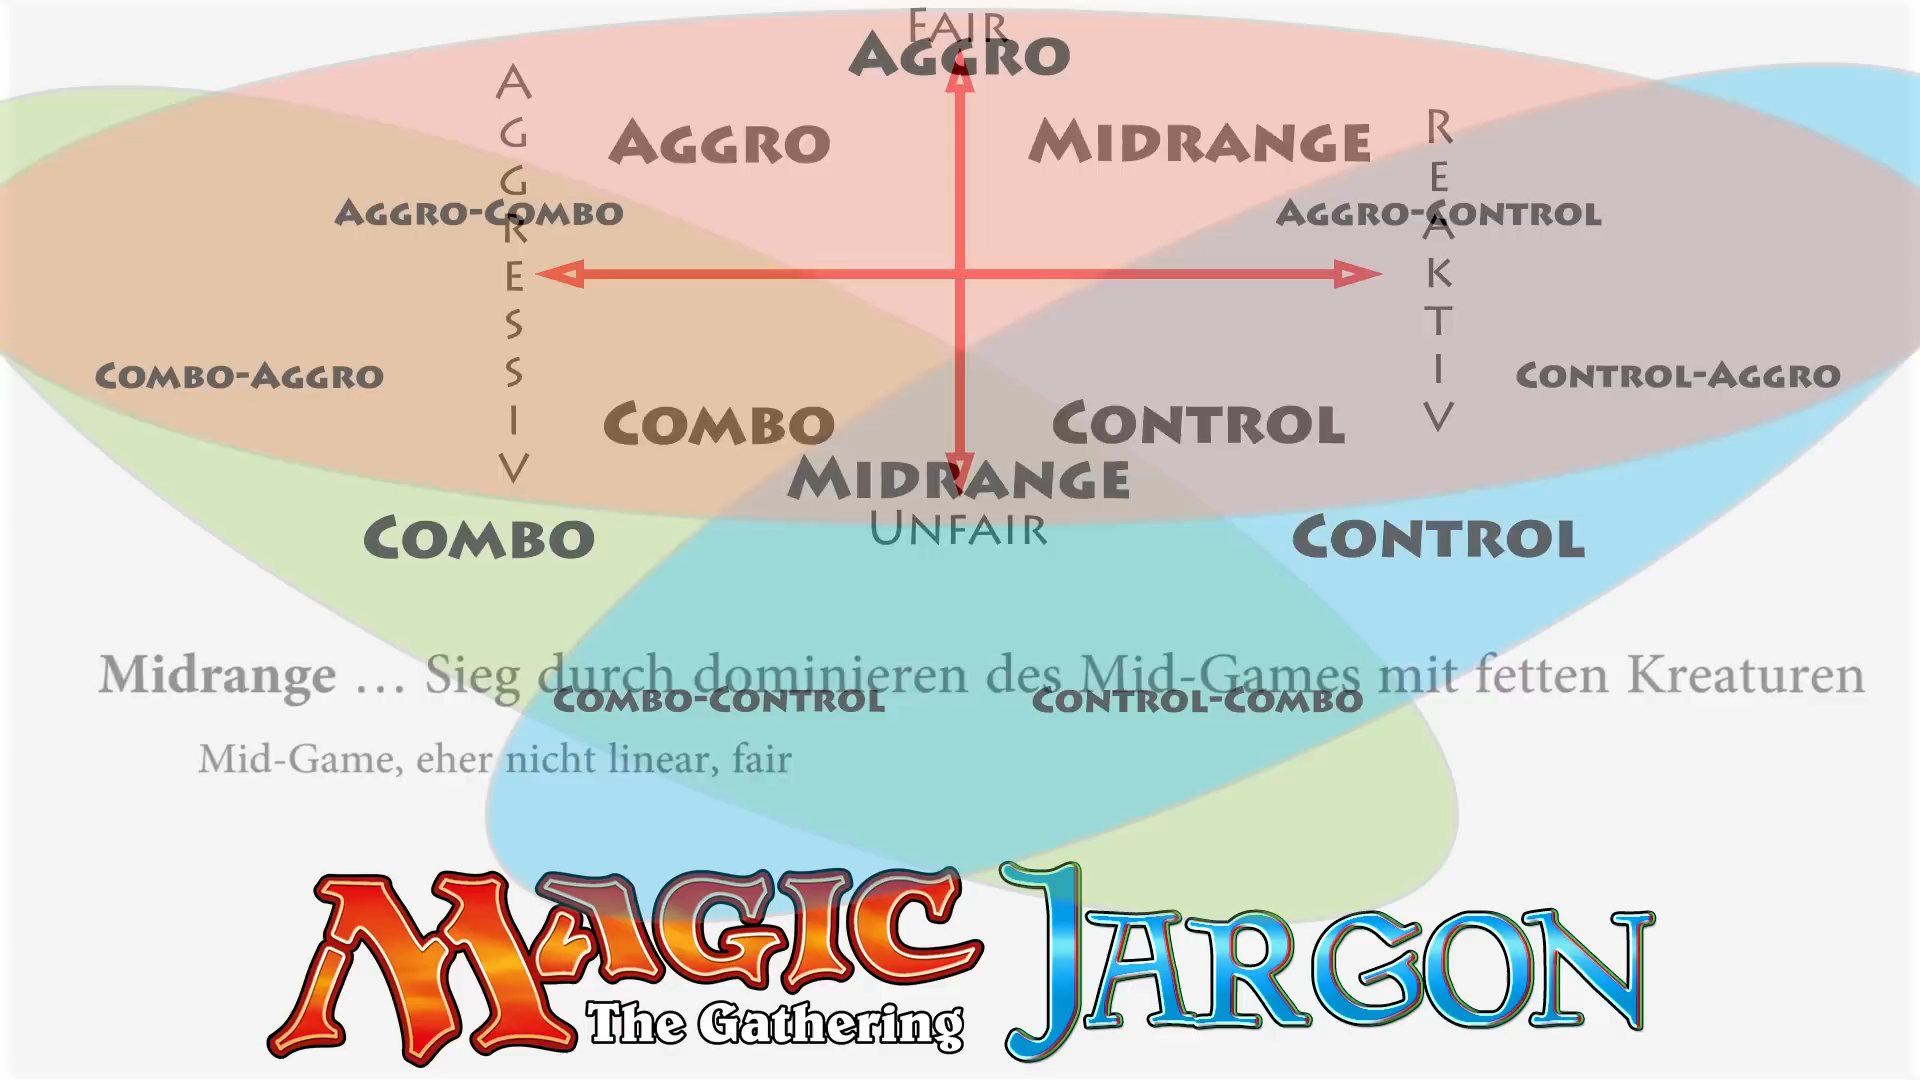 FAIR
AGGRO
AGGRESSIV
AGGRO
MIDRANGE
REAKTIV
AGGRO-COMBO
AGGRO-CONTROL
COMBO-AGGRO
CONTROL-AGGRO
COMBO
CONTROL
MIDRANGE
UNFAIR
COMBO
CONTROL
Midrange … Sieg durch dominieren des Mid-Games mit fetten Kreaturen
COMBO-CONTROL
CONTROL-COMBO
Mid-Game, eher nicht linear, fair
MAGIC JARGON
The Gathering